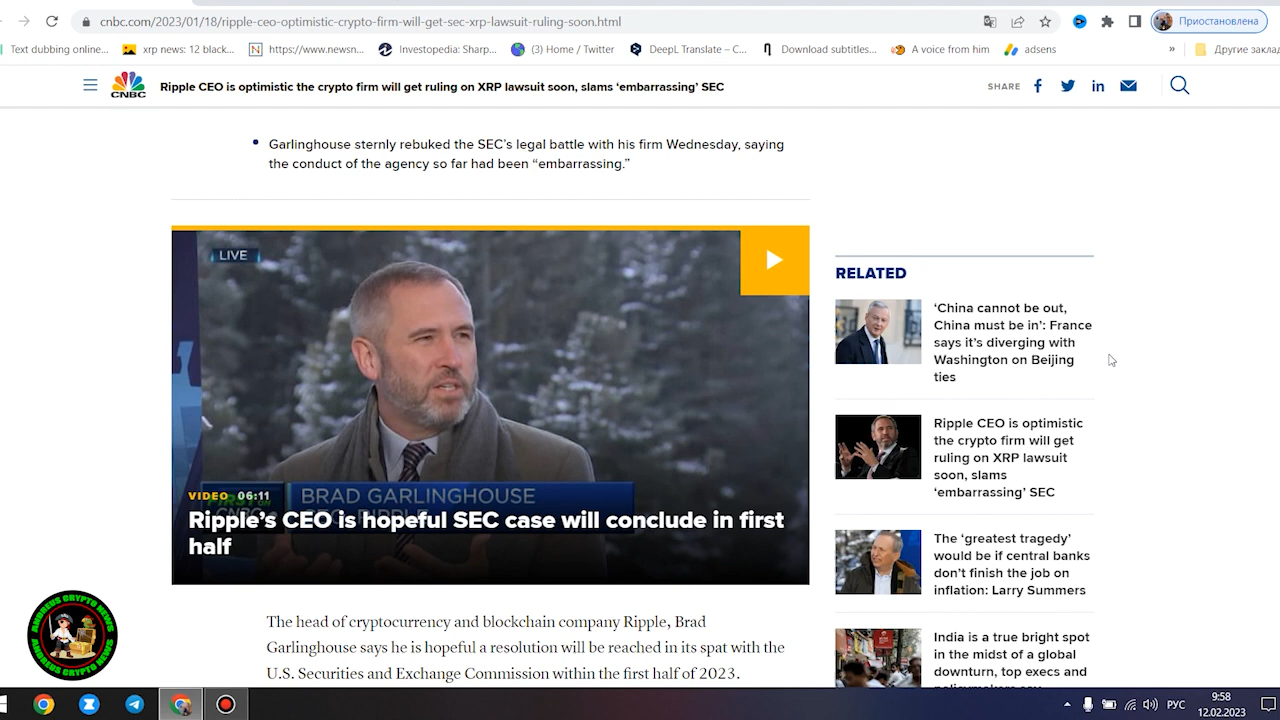 cnbc.com/2023/01/18/ripple-ceo-optimistic-crypto-firm-will-get-sec-xrp-lawsuit-ruling-soon.html
Приостановлена
Text dubbing online...
xrp news: 12 black...
https://www.newsn...
Investopedia: Sharp...
(3) Home / Twitter
DeepL Translate – C...
Download subtitles...
A voice from him
adsens
»
Другие закла
CNBC
Ripple CEO is optimistic the crypto firm will get ruling on XRP lawsuit soon, slams ‘embarrassing’ SEC
SHARE
Garlinghouse sternly rebuked the SEC’s legal battle with his firm Wednesday, saying
the conduct of the agency so far had been “embarrassing.”
LIVE
VIDEO 06:11
BRAD GARLINGHOUSE
Ripple’s CEO is hopeful SEC case will conclude in first
half
The head of cryptocurrency and blockchain company Ripple, Brad
Garlinghouse says he is hopeful a resolution will be reached in its spat with the
U.S. Securities and Exchange Commission within the first half of 2023.
RELATED
‘China cannot be out,
China must be in’: France
says it’s diverging with
Washington on Beijing
ties
Ripple CEO is optimistic
the crypto firm will get
ruling on XRP lawsuit
soon, slams
‘embarrassing’ SEC
The ‘greatest tragedy’
would be if central banks
don’t finish the job on
inflation: Larry Summers
India is a true bright spot
in the midst of a global
downturn, top execs and
ANDREUS CRYPTO NEWS
ANDREUS CRYPTO NEWS
РУС
9:58
12.02.2023